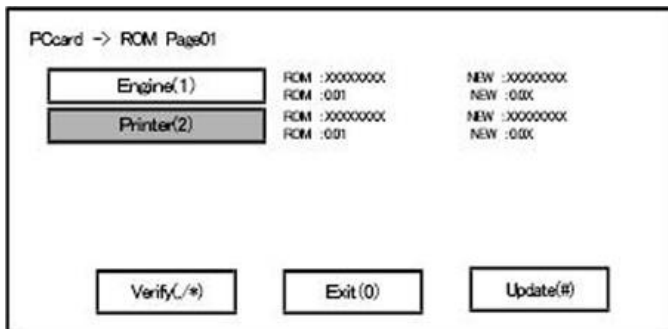 PCcard -> ROM Page01
Engine(1) ROM :XXXXXXXX NEW :XXXXXXXX
ROM :001 NEW :00X
Printer(2) ROM :XXXXXXXX NEW :XXXXXXXX
ROM :001 NEW :00X
Verify(./*) Exit(0) Update(#)